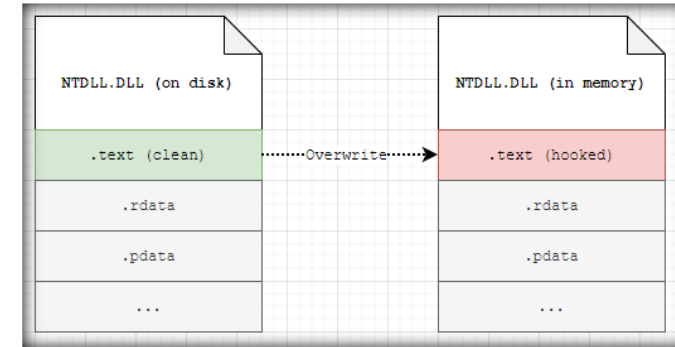 NTDLL.DLL (on disk)
NTDLL.DLL (in memory)
.text (clean)
Overwrite
.text (hooked)
.rdata
.rdata
.pdata
.pdata
...
...